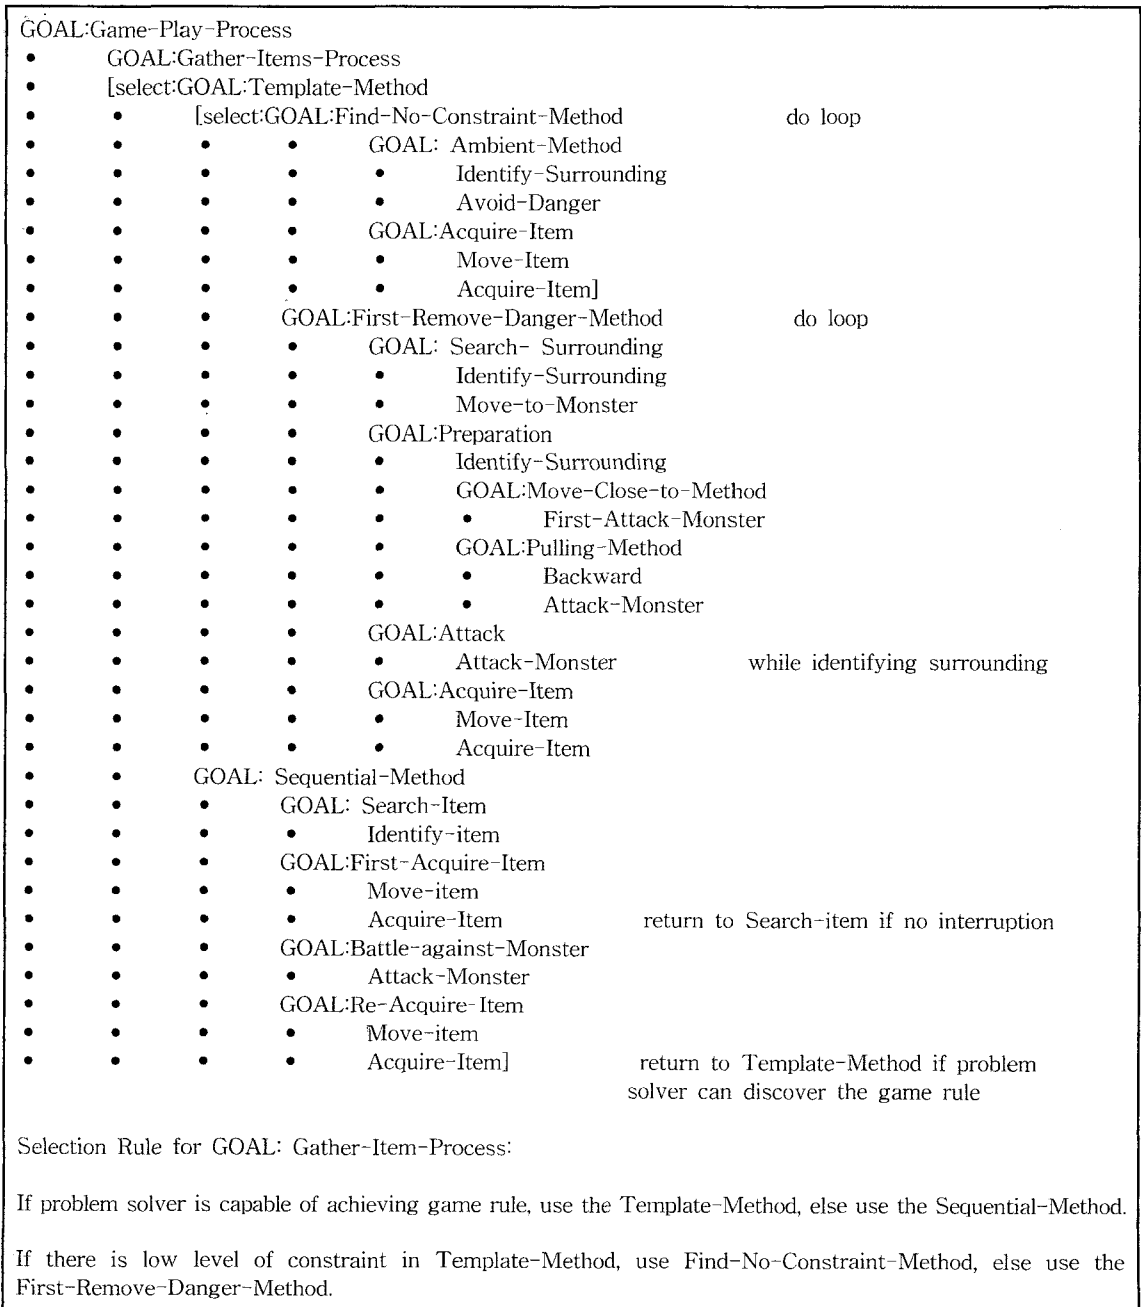 GOAL:Game-Play-Process
• GOAL:Gather-Items-Process
• [select:GOAL:Template-Method
• • [select:GOAL:Find-No-Constraint-Method do loop
• • • • GOAL: Ambient-Method
• • • • • Identify-Surrounding
• • • • • Avoid-Danger
• • • • GOAL:Acquire-Item
• • • • • Move-Item
• • • • • Acquire-Item]
• • • GOAL:First-Remove-Danger-Method do loop
• • • • GOAL: Search- Surrounding
• • • • • Identify-Surrounding
• • • • • Move-to-Monster
• • • • GOAL:Preparation
• • • • • Identify-Surrounding
• • • • • GOAL:Move-Close-to-Method
• • • • • • First-Attack-Monster
• • • • • GOAL:Pulling-Method
• • • • • • Backward
• • • • • • Attack-Monster
• • • • GOAL:Attack
• • • • • Attack-Monster while identifying surrounding
• • • • GOAL:Acquire-Item
• • • • • Move-Item
• • • • • Acquire-Item
• • GOAL: Sequential-Method
• • • GOAL: Search-Item
• • • • Identify-item
• • • GOAL:First-Acquire-Item
• • • • Move-item
• • • • Acquire-Item return to Search-item if no interruption
• • • GOAL:Battle-against-Monster
• • • • Attack-Monster
• • • GOAL:Re-Acquire-Item
• • • • Move-item
• • • • Acquire-Item] return to Template-Method if problem
solver can discover the game rule
Selection Rule for GOAL: Gather-Item-Process:
If problem solver is capable of achieving game rule, use the Template-Method, else use the Sequential-Method.
If there is low level of constraint in Template-Method, use Find-No-Constraint-Method, else use the
First-Remove-Danger-Method.